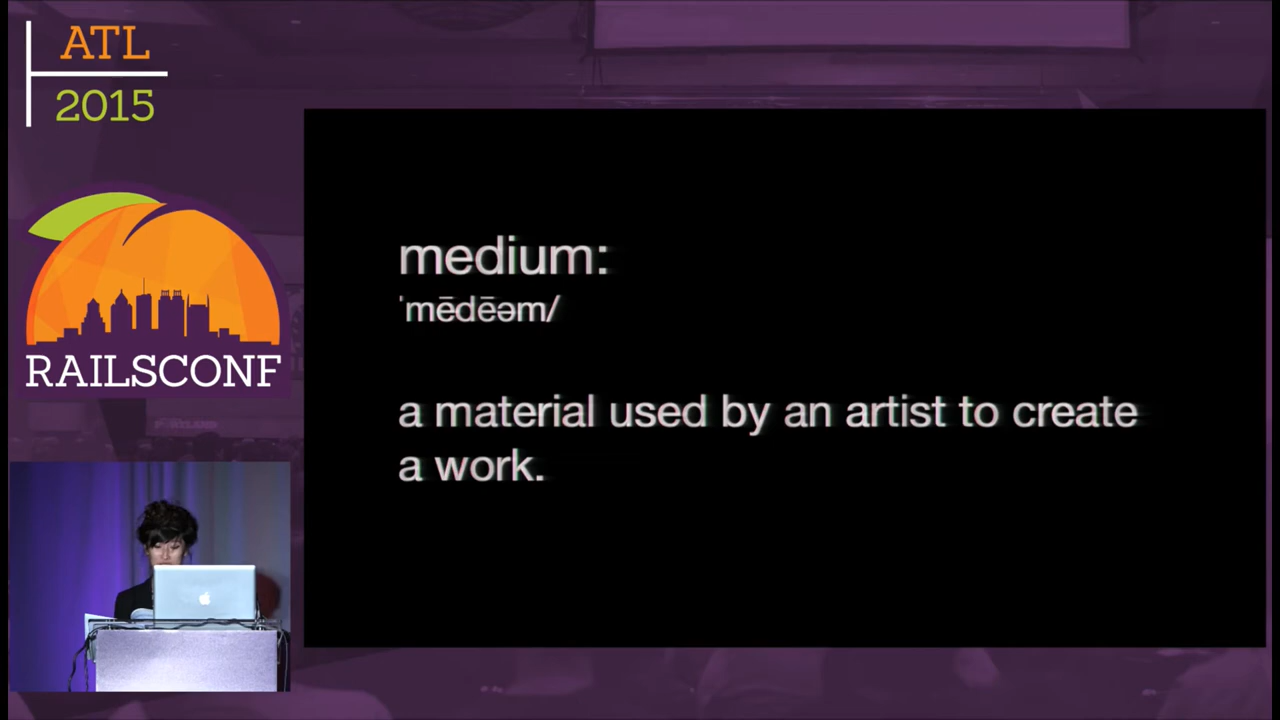 ATL
2015
RAILSCONF
medium:
ˈmēdēəm/
a material used by an artist to create
a work.